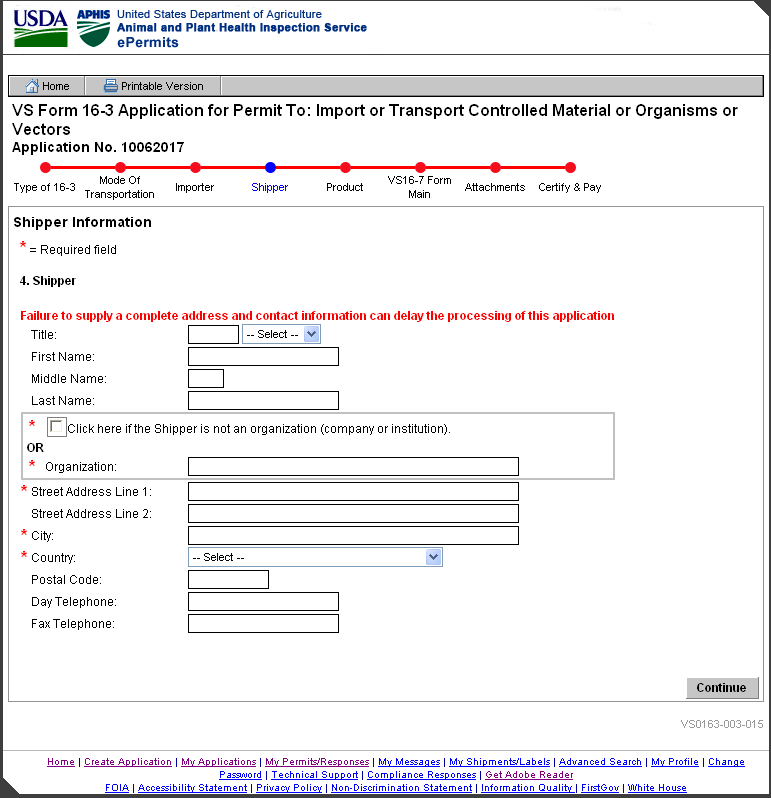 USDA APHIS United States Department of Agriculture
Animal and Plant Health Inspection Service
ePermits
Home Printable Version
VS Form 16-3 Application for Permit To: Import or Transport Controlled Material or Organisms or
Vectors
Application No. 10062017
Type of 16-3 Mode Of Transportation Importer Shipper Product VS16-7 Form Main Attachments Certify & Pay
Shipper Information
* = Required field
4. Shipper
Failure to supply a complete address and contact information can delay the processing of this application
Title: -- Select --
First Name:
Middle Name:
Last Name:
* Click here if the Shipper is not an organization (company or institution).
OR
* Organization:
* Street Address Line 1:
Street Address Line 2:
* City:
* Country: -- Select --
Postal Code:
Day Telephone:
Fax Telephone:
Continue
VS0163-003-015
Home | Create Application | My Applications | My Permits/Responses | My Messages | My Shipments/Labels | Advanced Search | My Profile | Change
Password | Technical Support | Compliance Responses | Get Adobe Reader
FOIA | Accessibility Statement | Privacy Policy | Non-Discrimination Statement | Information Quality | FirstGov | White House